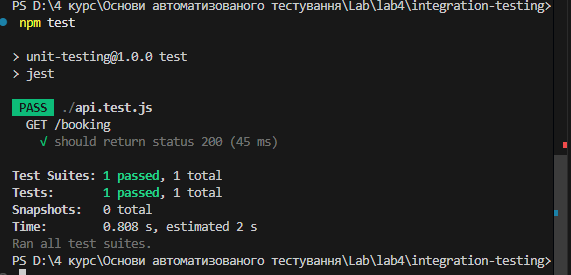 PS D:\4 курс\Основи автоматизованого тестування\Lab\lab4\integration-testing>
npm test
> unit-testing@1.0.0 test
> jest
PASS ./api.test.js
GET /booking
√ should return status 200 (45 ms)
Test Suites: 1 passed, 1 total
Tests: 1 passed, 1 total
Snapshots: 0 total
Time: 0.808 s, estimated 2 s
Ran all test suites.
PS D:\4 курс\Основи автоматизованого тестування\Lab\lab4\integration-testing>